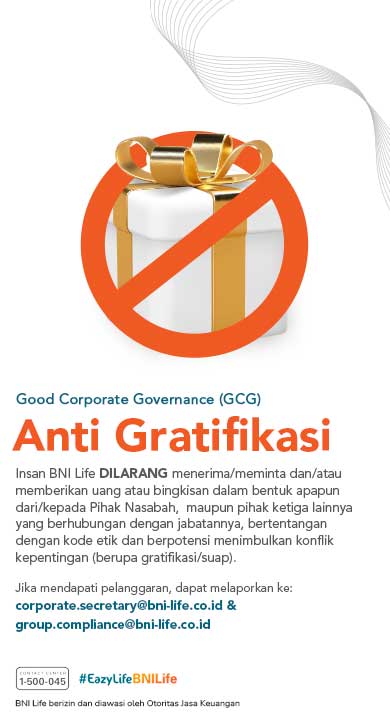 Good Corporate Governance (GCG)
Anti Gratifikasi
Insan BNI Life DILARANG menerima/meminta dan/atau
memberikan uang atau bingkisan dalam bentuk apapun
dari/kepada Pihak Nasabah, maupun pihak ketiga lainnya
yang berhubungan dengan jabatannya, bertentangan
dengan kode etik dan berpotensi menimbulkan konflik
kepentingan (berupa gratifikasi/suap).
Jika mendapati pelanggaran, dapat melaporkan ke:
corporate.secretary@bni-life.co.id &
group.compliance@bni-life.co.id
CONTACT CENTER
1-500-045
#EazyLifeBNILife
BNI Life berizin dan diawasi oleh Otoritas Jasa Keuangan